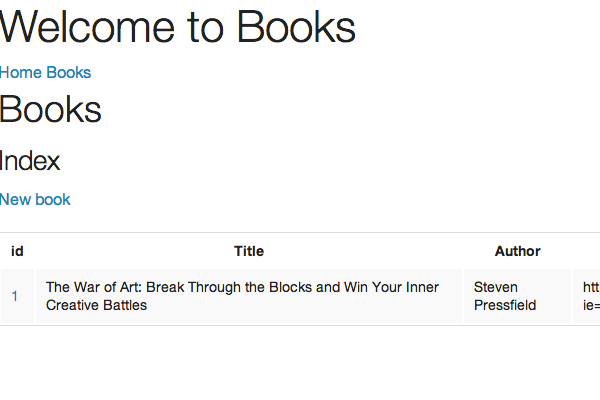 Welcome to Books
Home Books
Books
Index
New book
id Title Author
1 The War of Art: Break Through the Blocks and Win Your Inner Creative Battles Steven Pressfield htt ie=